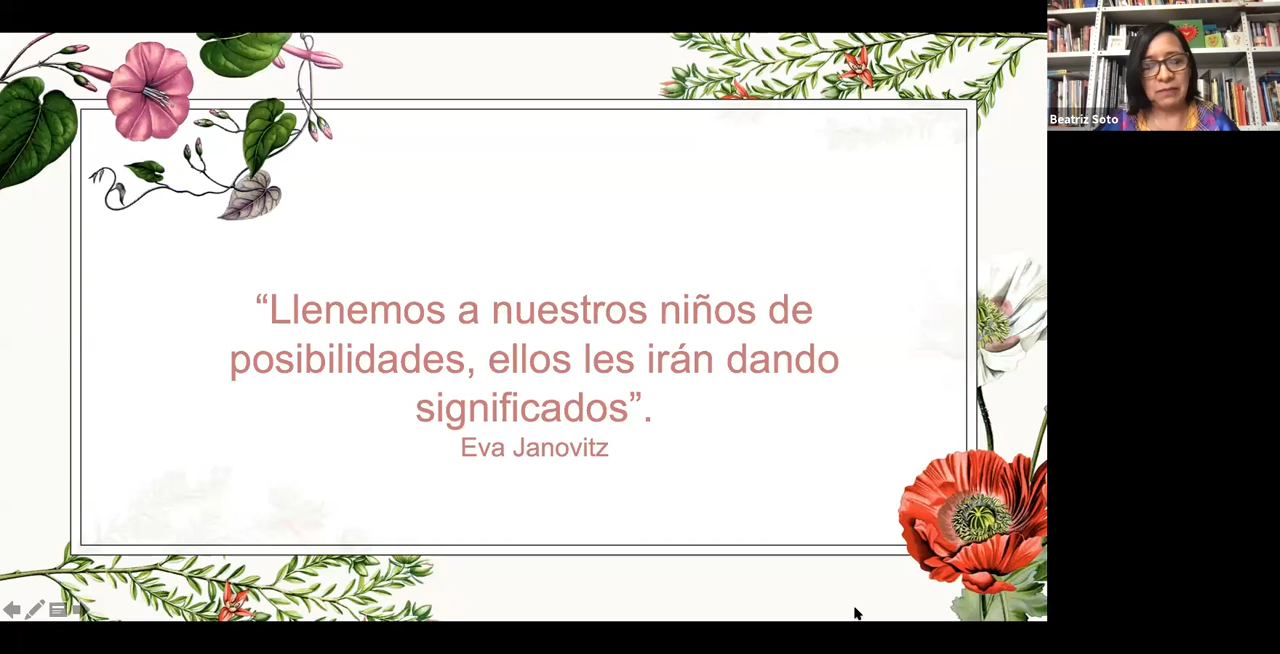 “Llenemos a nuestros niños de
posibilidades, ellos les irán dando
significados”.
Eva Janovitz
Beatriz Soto